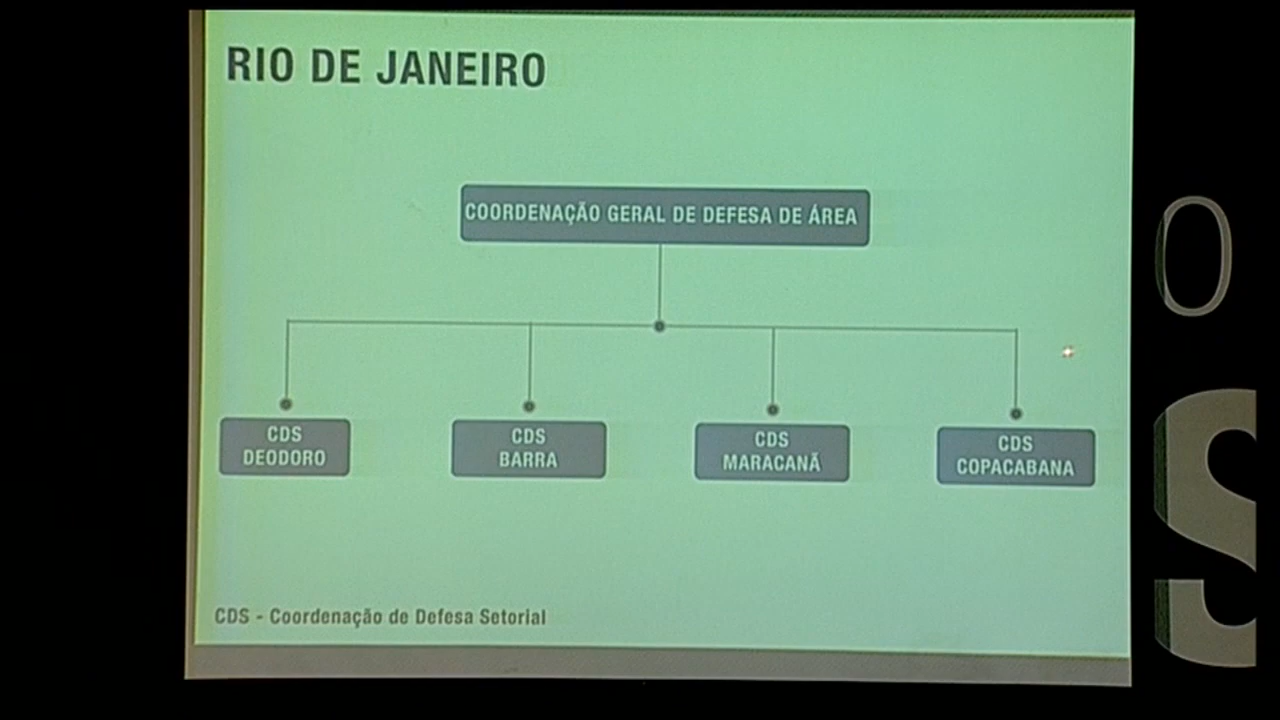 RIO DE JANEIRO
COORDENAÇÃO GERAL DE DEFESA DE ÁREA
CDS
DEODORO
CDS
BARRA
CDS
MARACANÃ
CDS
COPACABANA
CDS - Coordenação de Defesa Setorial
O
S